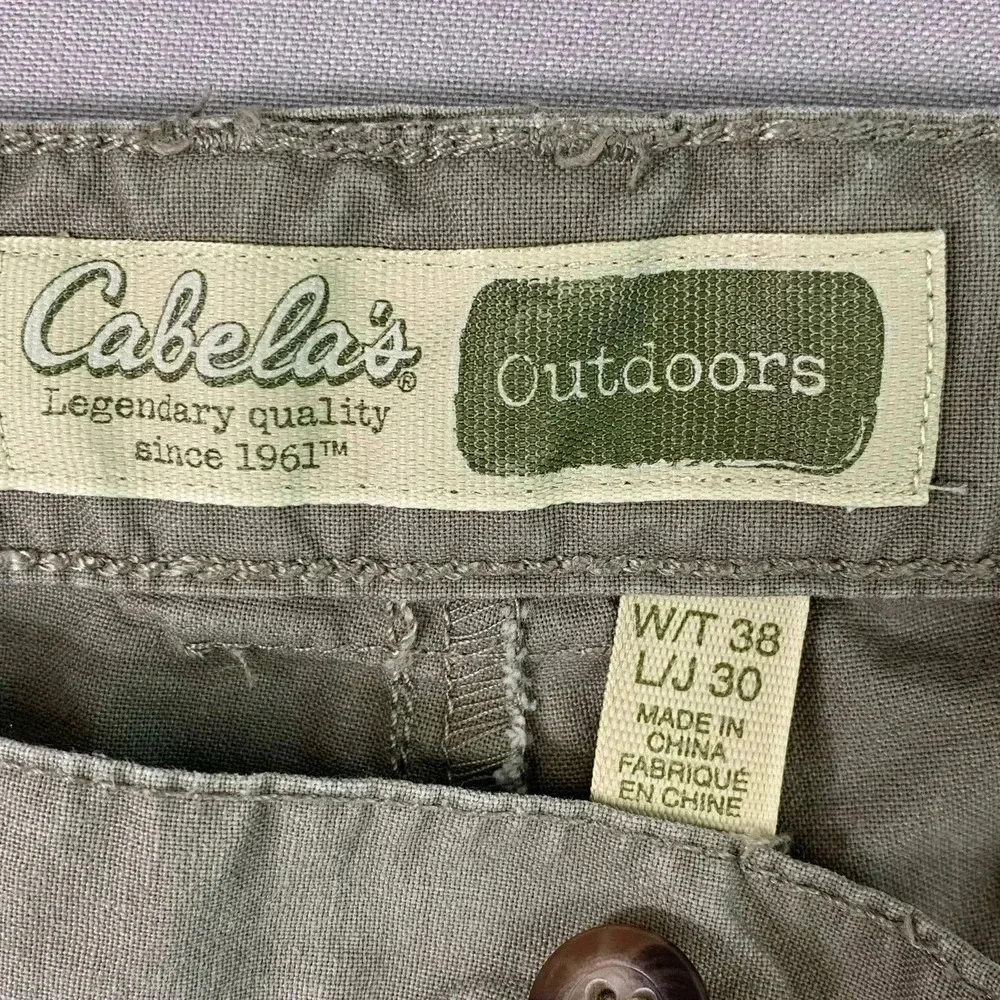 Cabela's®
Legendary quality
since 1961™
Outdoors
W/T 38
L/J 30
MADE IN
CHINA
FABRIQUÉ
EN CHINE